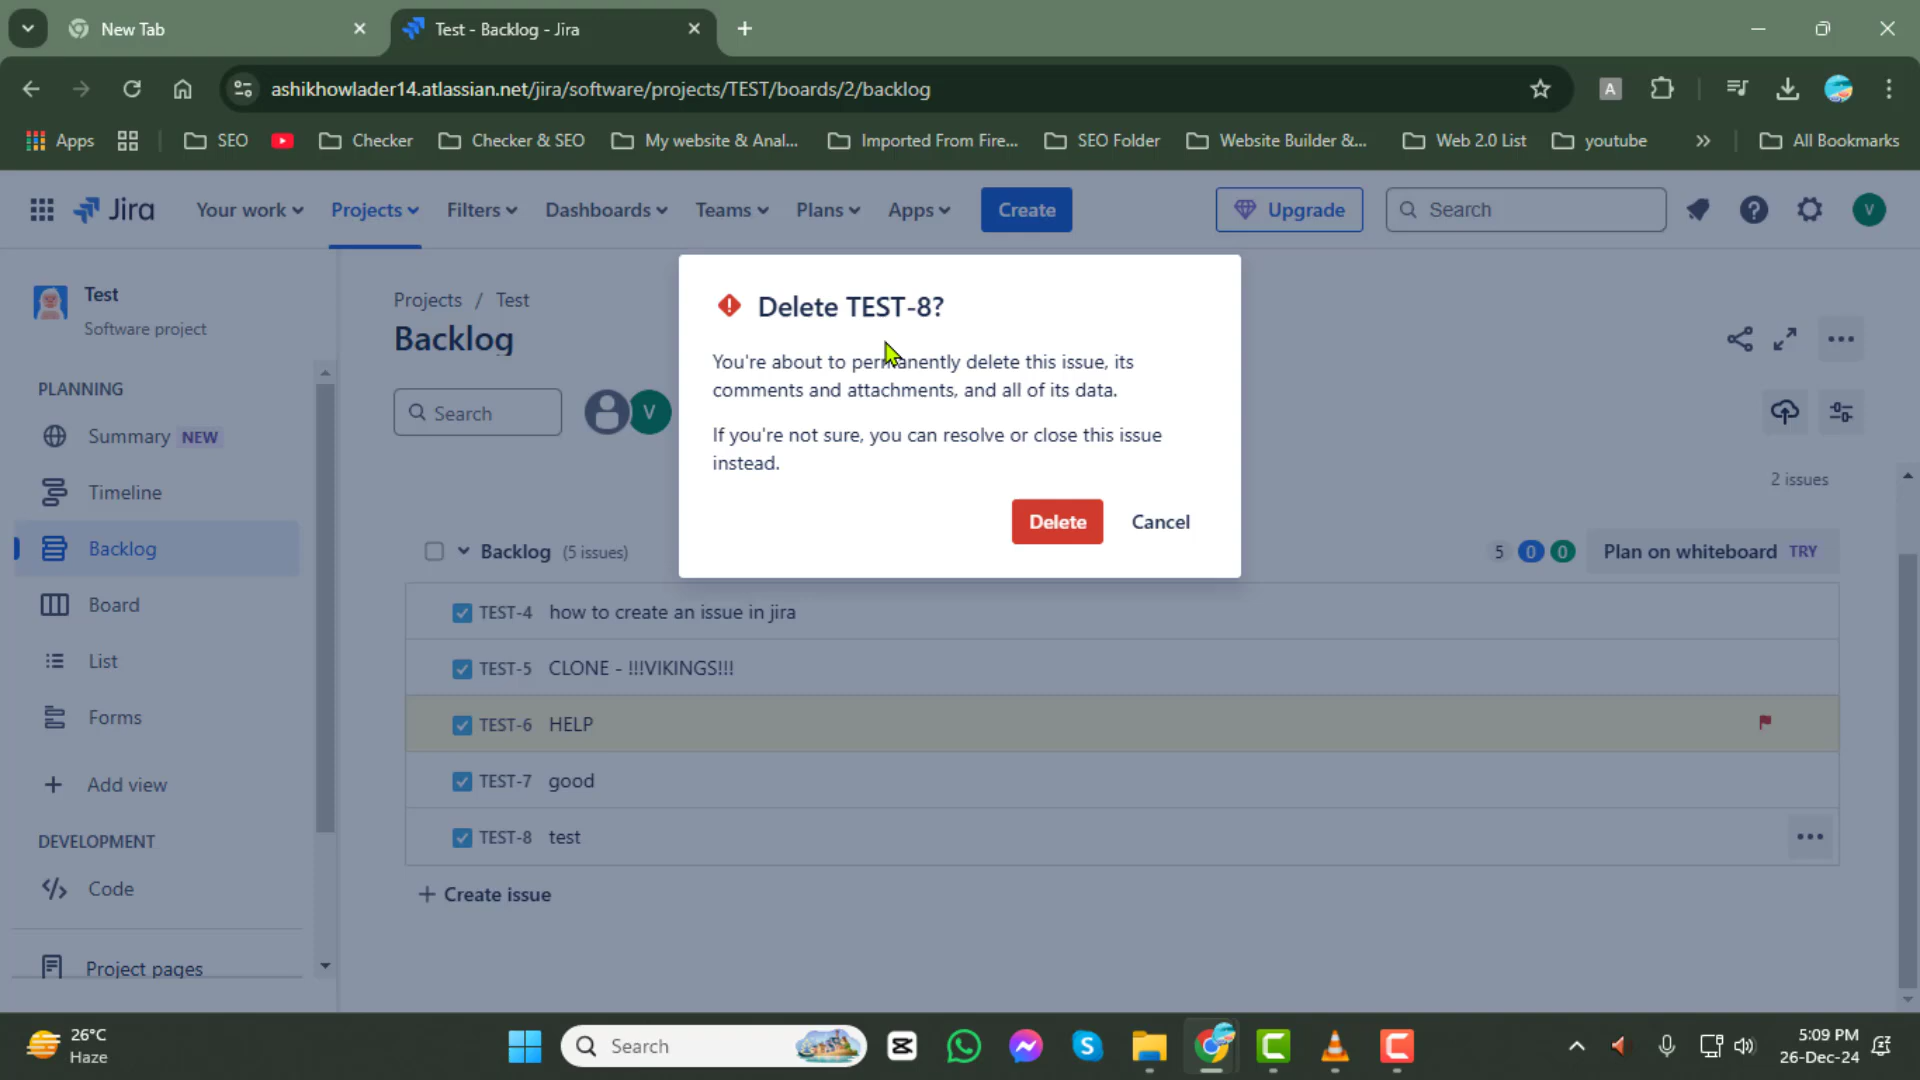 New Tab
Test - Backlog - Jira
ashikhowlader14.atlassian.net/jira/software/projects/TEST/boards/2/backlog
A
Apps
SEO
Checker
Checker & SEO
My website & Anal...
Imported From Fire...
SEO Folder
Website Builder &...
Web 2.0 List
youtube
All Bookmarks
Jira
Your work
Projects
Filters
Dashboards
Teams
Plans
Apps
Create
Upgrade
Search
V
Test
Software project
PLANNING
Summary NEW
Timeline
Backlog
Board
List
Forms
Add view
DEVELOPMENT
Code
Project pages
Projects / Test
Backlog
Search
V
2 issues
Delete TEST-8?
You're about to permanently delete this issue, its
comments and attachments, and all of its data.
If you're not sure, you can resolve or close this issue
instead.
Delete
Cancel
Backlog (5 issues)
5 0 0
Plan on whiteboard TRY
TEST-4 how to create an issue in jira
TEST-5 CLONE - !!!VIKINGS!!!
TEST-6 HELP
TEST-7 good
TEST-8 test
+ Create issue
26°C
Haze
Search
5:09 PM
26-Dec-24